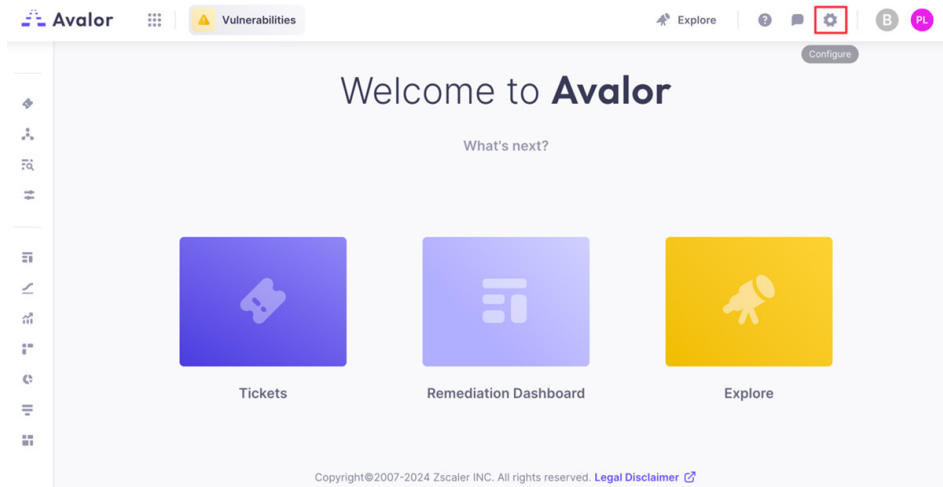 Avalor
Vulnerabilities
Explore
B
PL
Configure
Welcome to Avalor
What's next?
Tickets
Remediation Dashboard
Explore
Copyright©2007-2024 Zscaler INC. All rights reserved. Legal Disclaimer